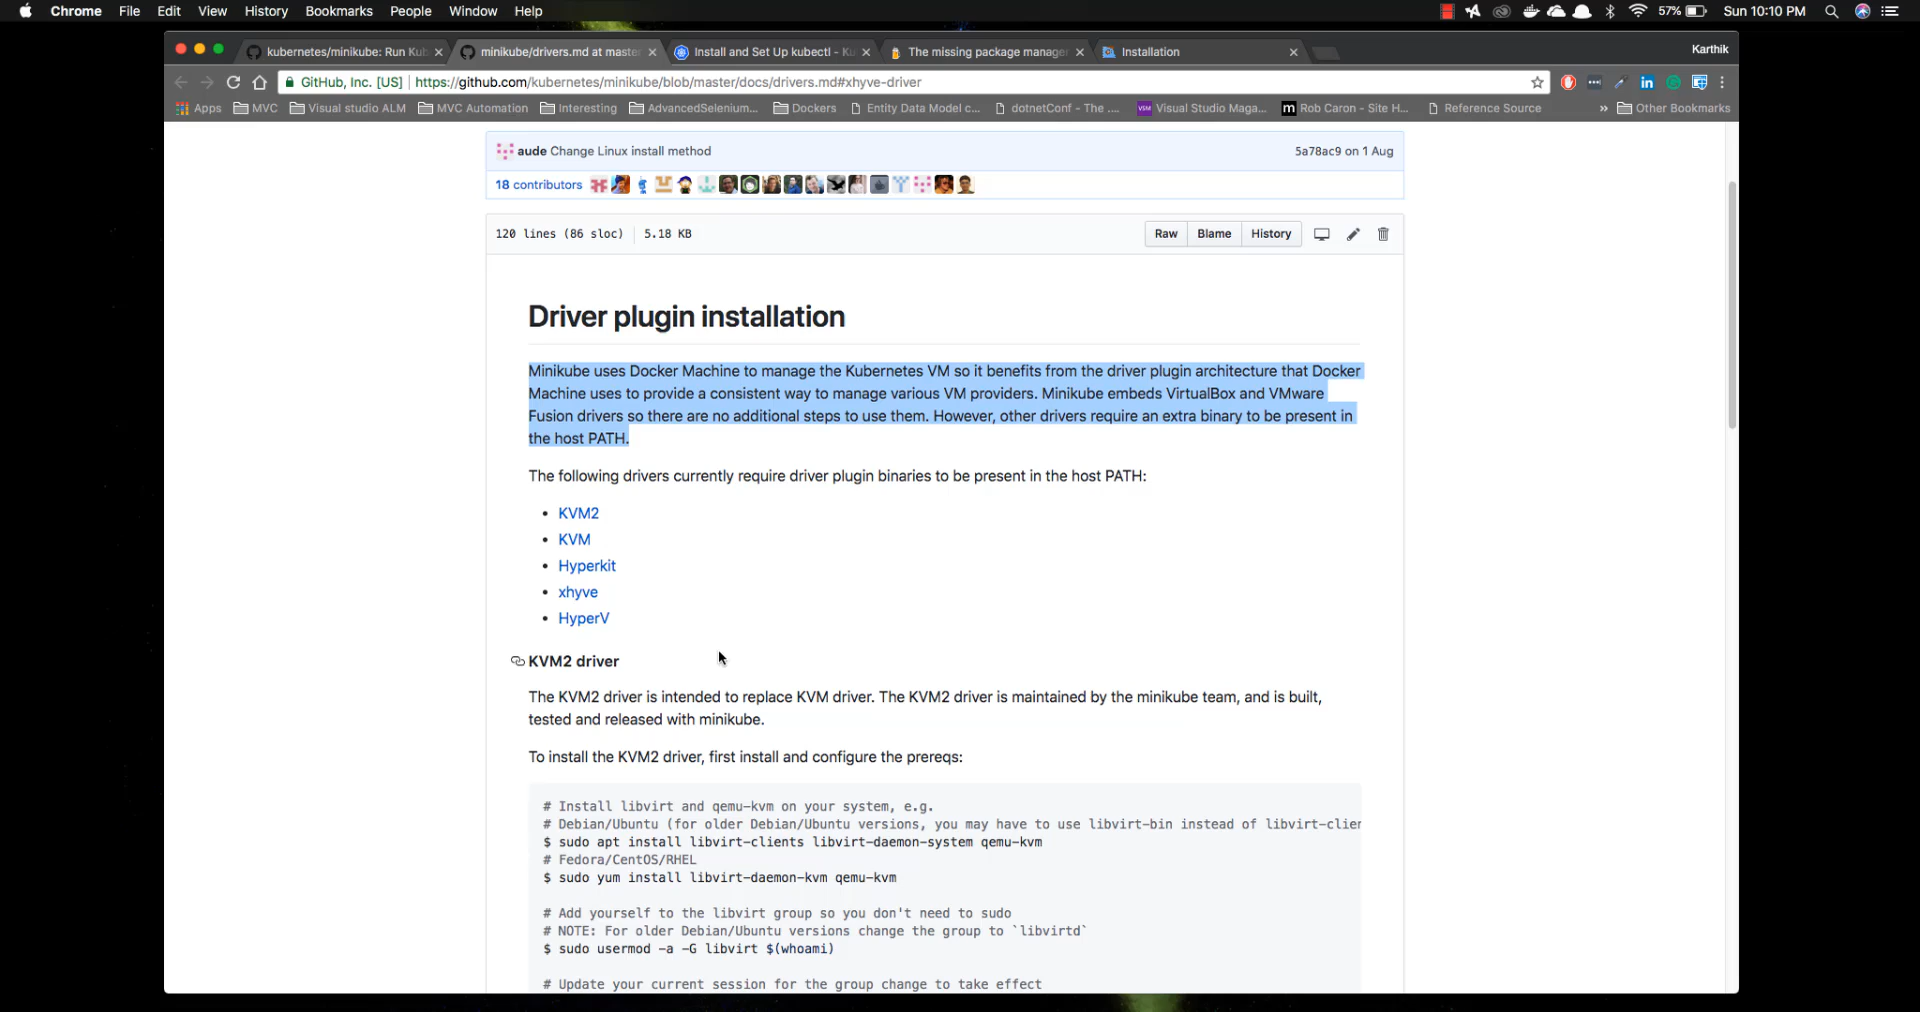 Chrome File Edit View History Bookmarks People Window Help 57% Sun 10:10 PM
kubernetes/minikube: Run Kub minikube/drivers.md at master Install and Set Up kubectl - Ku The missing package manage Installation Karthik
GitHub, Inc. [US] https://github.com/kubernetes/minikube/blob/master/docs/drivers.md#xhyve-driver
Apps MVC Visual studio ALM MVC Automation Interesting AdvancedSelenium... Dockers Entity Data Model c... dotnetConf - The .... Visual Studio Maga... Rob Caron - Site H... Reference Source » Other Bookmarks
aude Change Linux install method 5a78ac9 on 1 Aug
18 contributors
120 lines (86 sloc) 5.18 KB Raw Blame History
Driver plugin installation
Minikube uses Docker Machine to manage the Kubernetes VM so it benefits from the driver plugin architecture that Docker
Machine uses to provide a consistent way to manage various VM providers. Minikube embeds VirtualBox and VMware
Fusion drivers so there are no additional steps to use them. However, other drivers require an extra binary to be present in
the host PATH.
The following drivers currently require driver plugin binaries to be present in the host PATH:
• KVM2
• KVM
• Hyperkit
• xhyve
• HyperV
KVM2 driver
The KVM2 driver is intended to replace KVM driver. The KVM2 driver is maintained by the minikube team, and is built,
tested and released with minikube.
To install the KVM2 driver, first install and configure the prereqs:
# Install libvirt and qemu-kvm on your system, e.g.
# Debian/Ubuntu (for older Debian/Ubuntu versions, you may have to use libvirt-bin instead of libvirt-clier
$ sudo apt install libvirt-clients libvirt-daemon-system qemu-kvm
# Fedora/CentOS/RHEL
$ sudo yum install libvirt-daemon-kvm qemu-kvm
# Add yourself to the libvirt group so you don't need to sudo
# NOTE: For older Debian/Ubuntu versions change the group to `libvirtd`
$ sudo usermod -a -G libvirt $(whoami)
# Update your current session for the group change to take effect